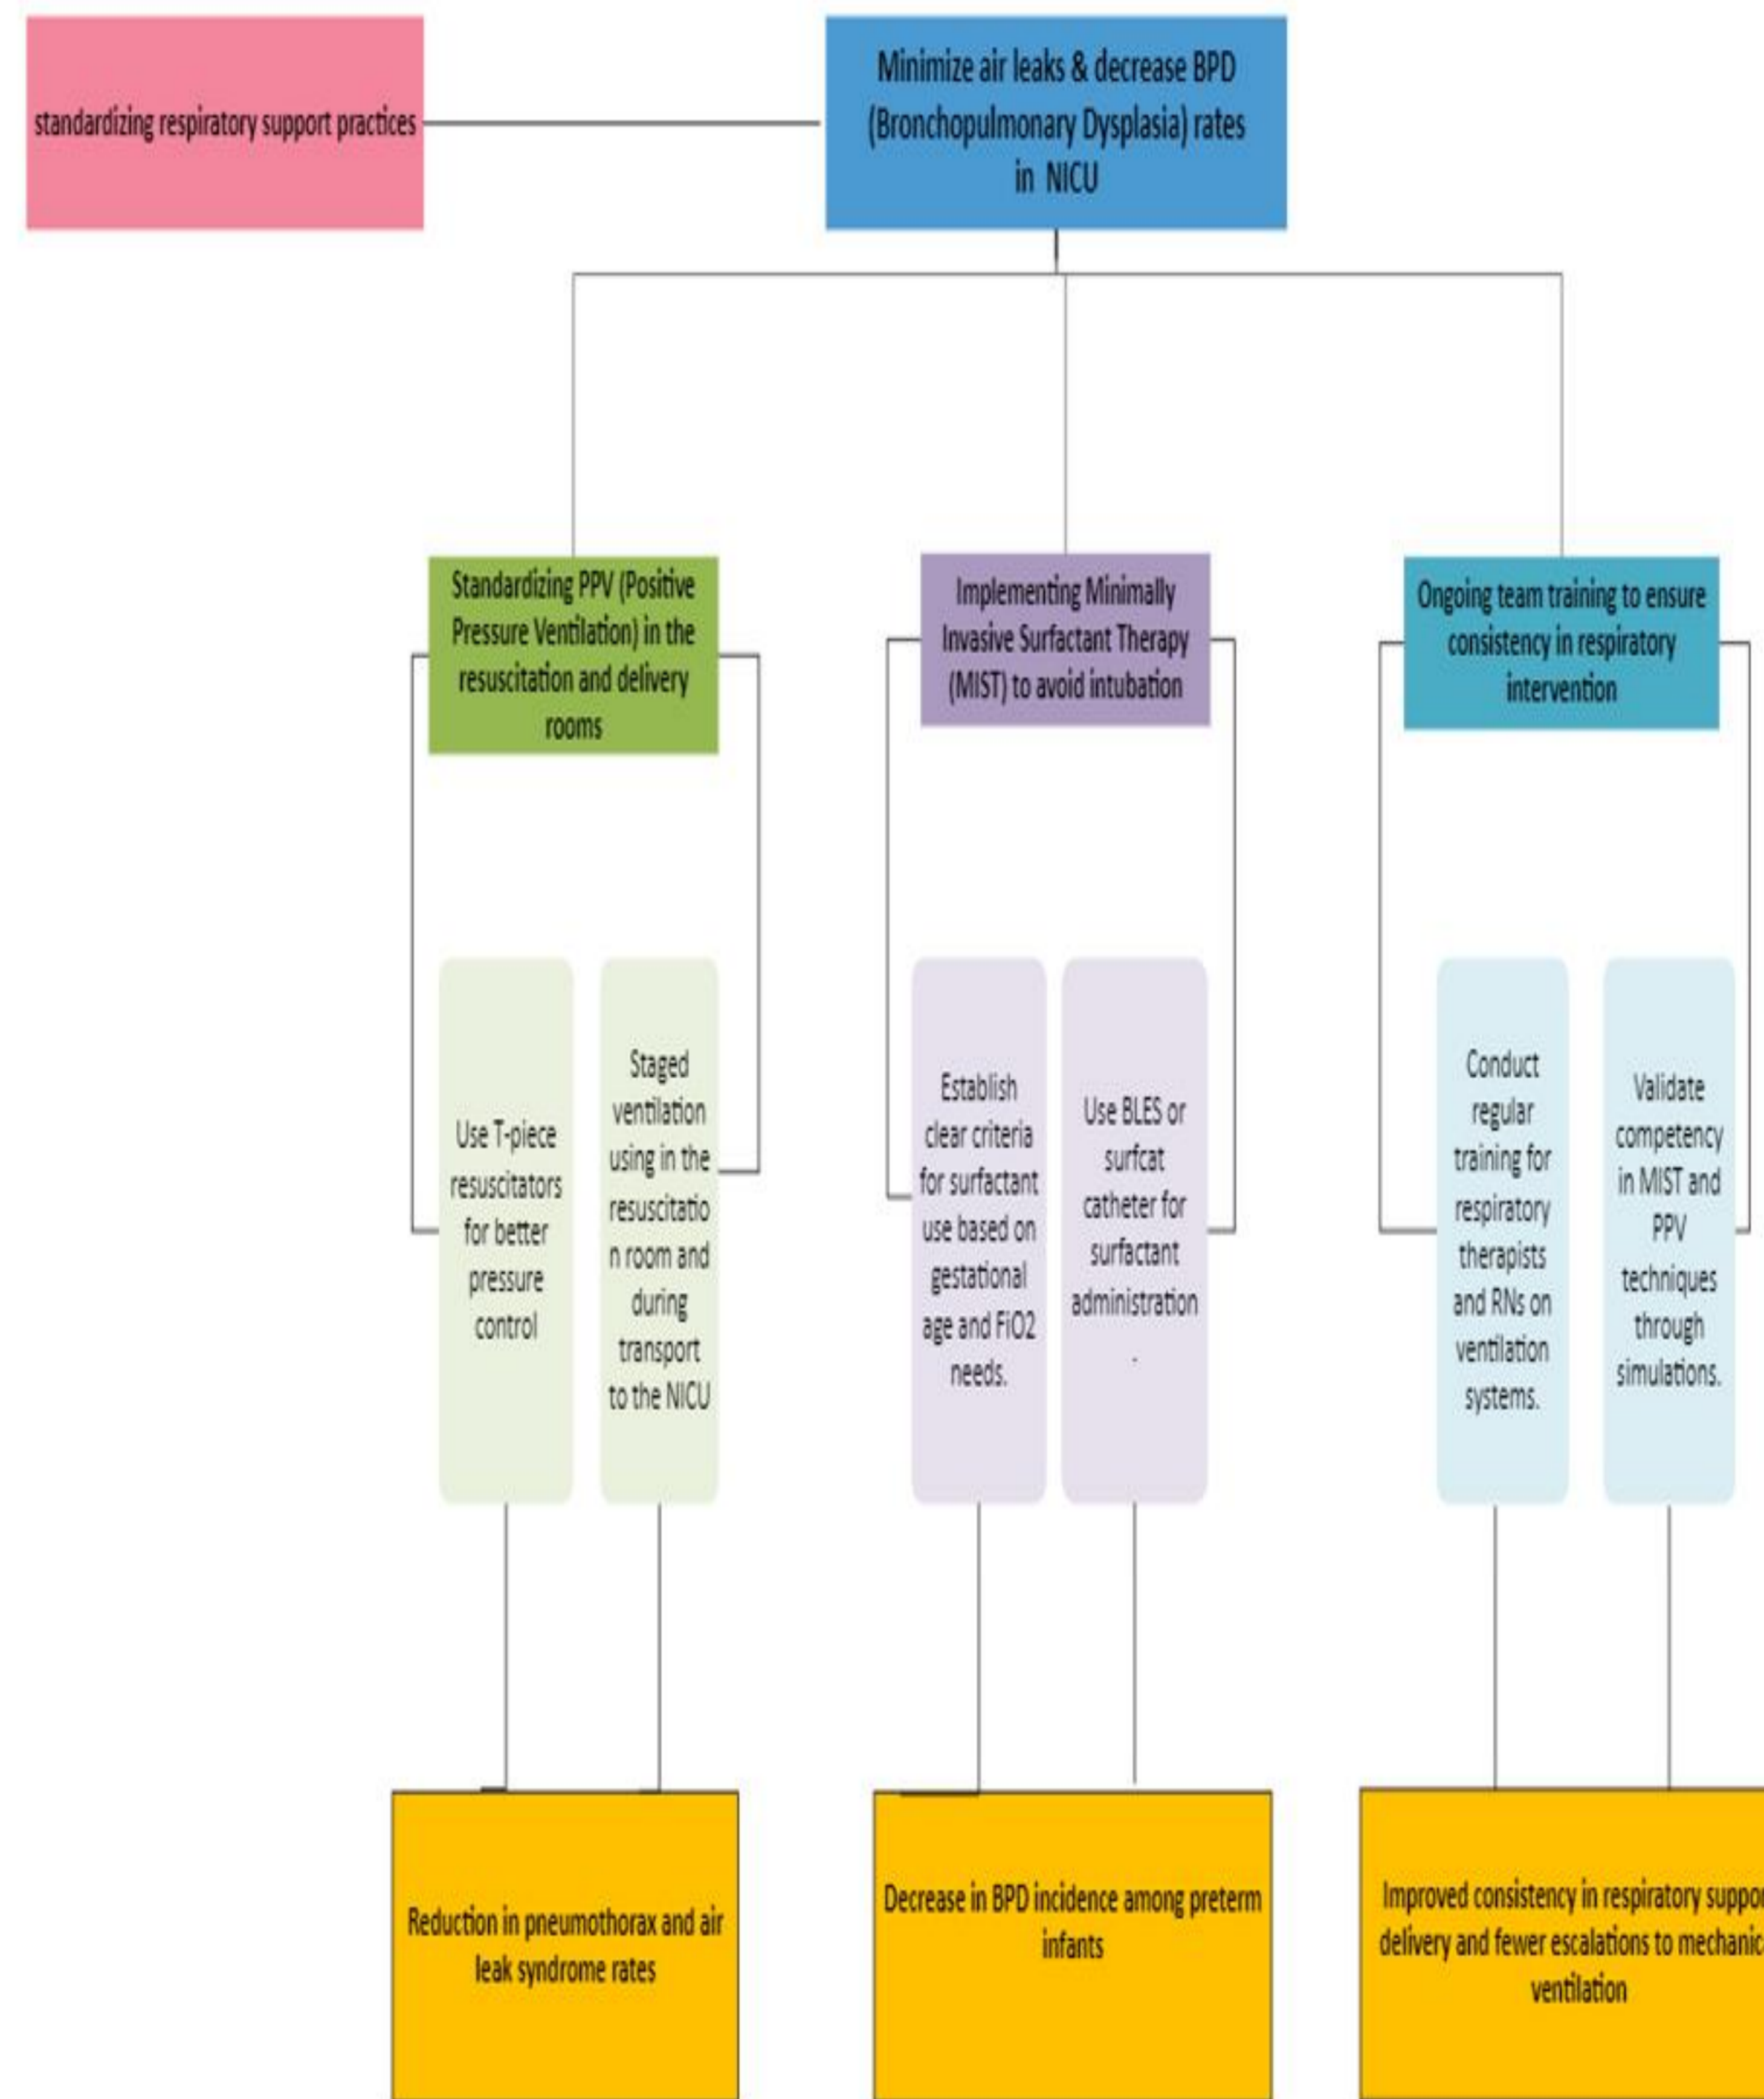 standardizing respiratory support practices
Minimize air leaks & decrease BPD
(Bronchopulmonary Dysplasia) rates
in NICU
Standardizing PPV (Positive
Pressure Ventilation) in the
resuscitation and delivery
rooms
Implementing Minimally
Invasive Surfactant Therapy
(MIST) to avoid intubation
Ongoing team training to ensure
consistency in respiratory
intervention
Use T-piece
resuscitators
for better
pressure
control
Staged
ventilation
using in the
resuscitatio
n room and
during
transport
to the NICU
Establish
clear criteria
for surfactant
use based on
gestational
age and FiO2
needs.
Use BLES or
surfcat
catheter for
surfactant
administration
.
Conduct
regular
training for
respiratory
therapists
and RNs on
ventilation
systems.
Validate
competency
in MIST and
PPV
techniques
through
simulations.
Reduction in pneumothorax and air
leak syndrome rates
Decrease in BPD incidence among preterm
infants
Improved consistency in respiratory suppor
delivery and fewer escalations to mechanic
ventilation